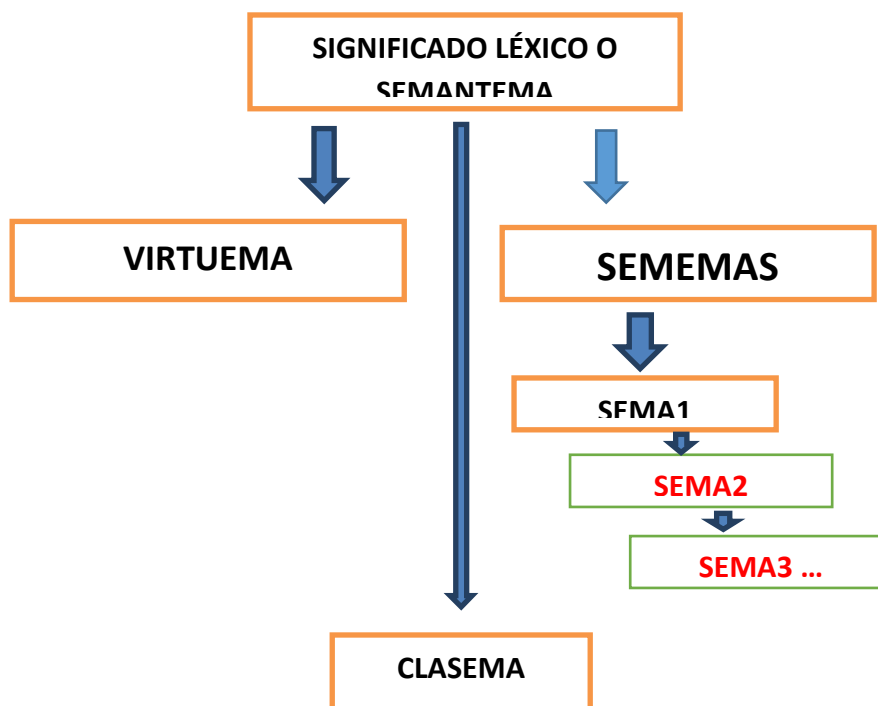 SIGNIFICADO LÉXICO O
SEMANTEMA
VIRTUEMA
SEMEMAS
SEMA1
SEMA2
SEMA3 ...
CLASEMA